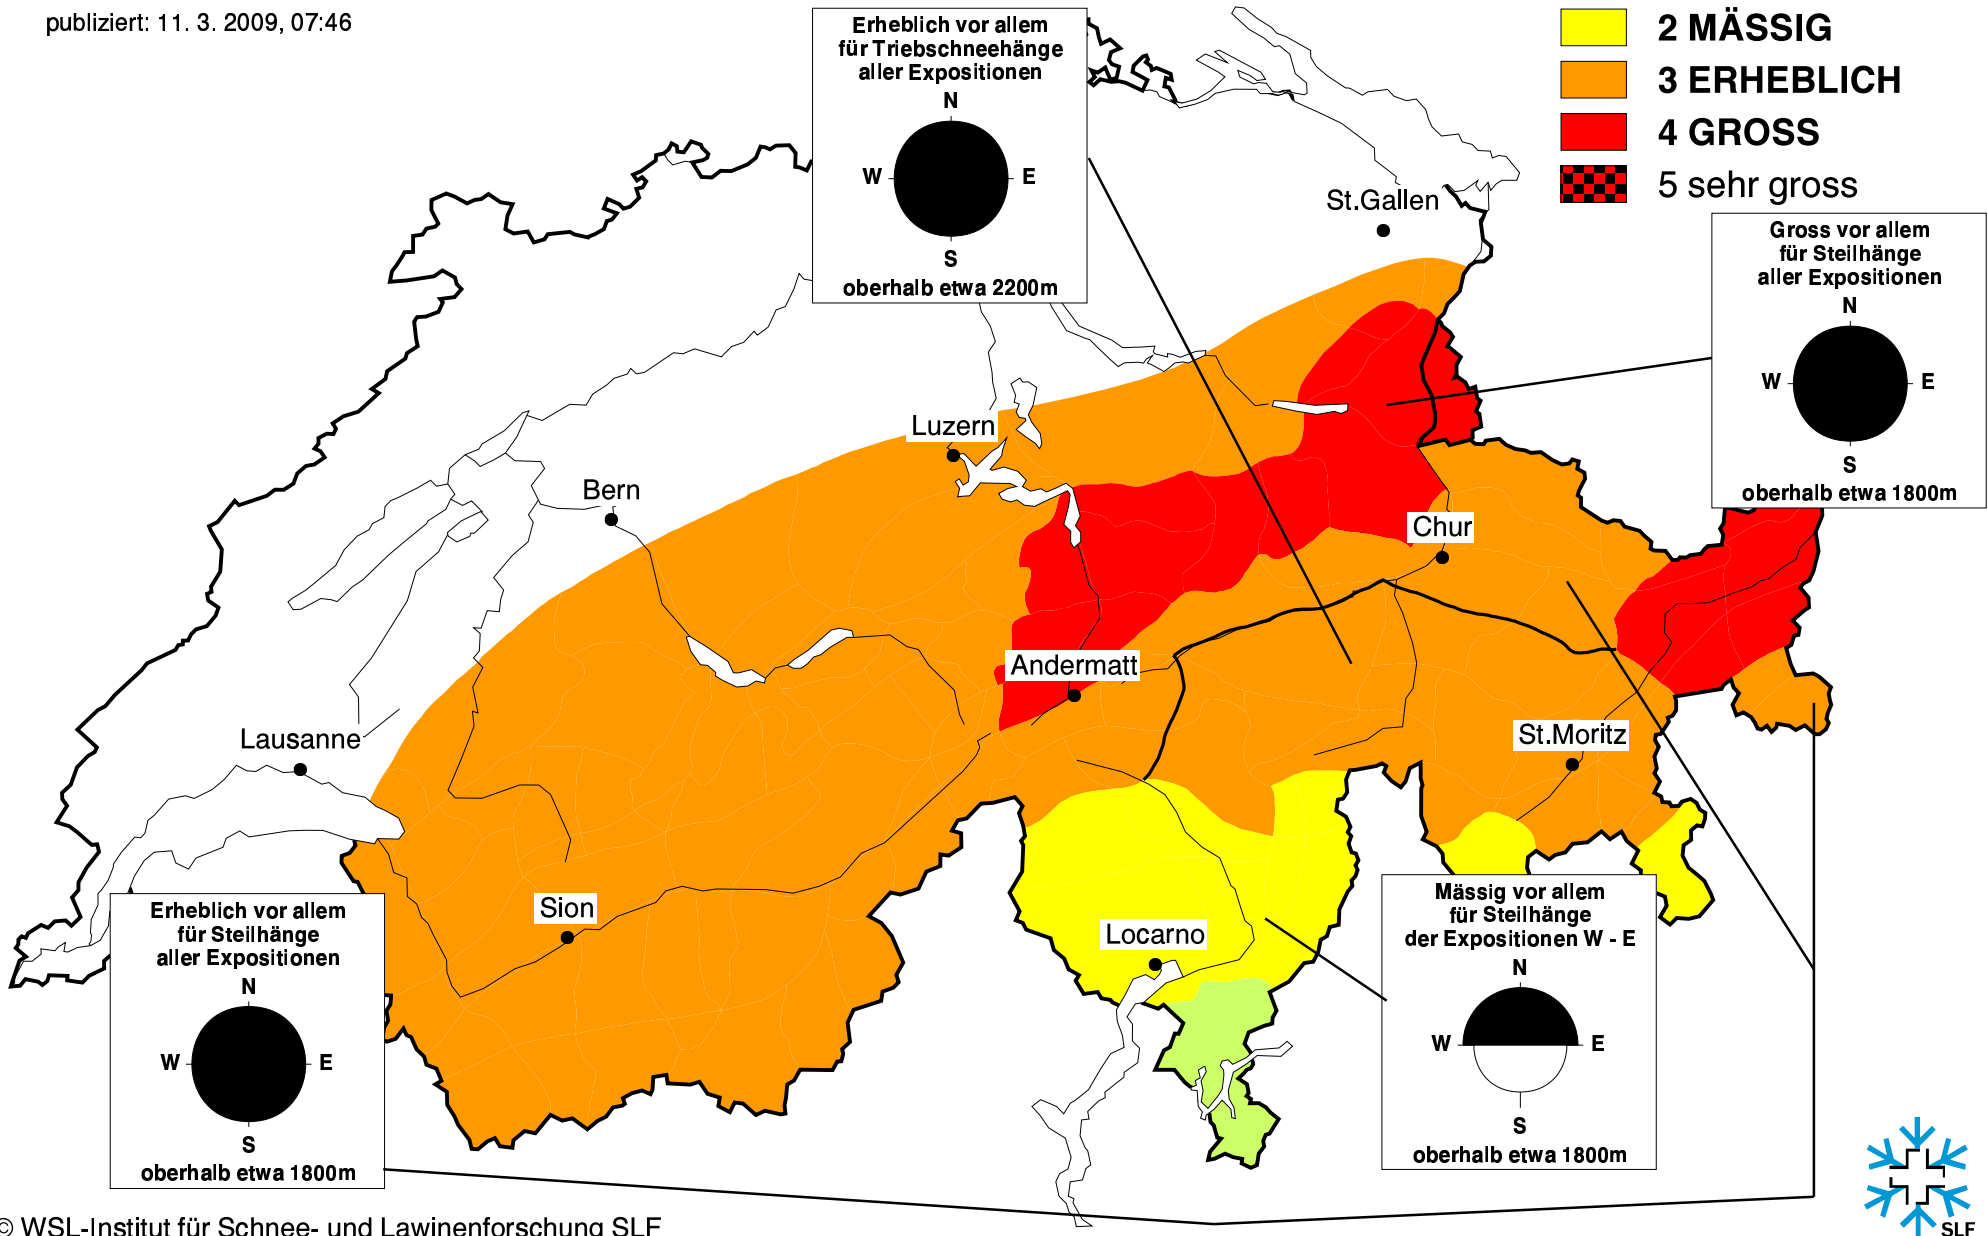 publiziert: 11. 3. 2009, 07:46
Erheblich vor allem
für Triebschneehänge
aller Expositionen
N
W
E
S
oberhalb etwa 2200m
2 MÄSSIG
3 ERHEBLICH
4 GROSS
5 sehr gross
Gross vor allem
für Steilhänge
aller Expositionen
N
W
E
S
oberhalb etwa 1800m
St.Gallen
Luzern
Bern
Chur
Andermatt
Lausanne
St.Moritz
Sion
Locarno
Erheblich vor allem
für Steilhänge
aller Expositionen
N
W
E
S
oberhalb etwa 1800m
Mässig vor allem
für Steilhänge
der Expositionen W - E
N
W
E
S
oberhalb etwa 1800m
© WSL-Institut für Schnee- und Lawinenforschung SLF
SLF